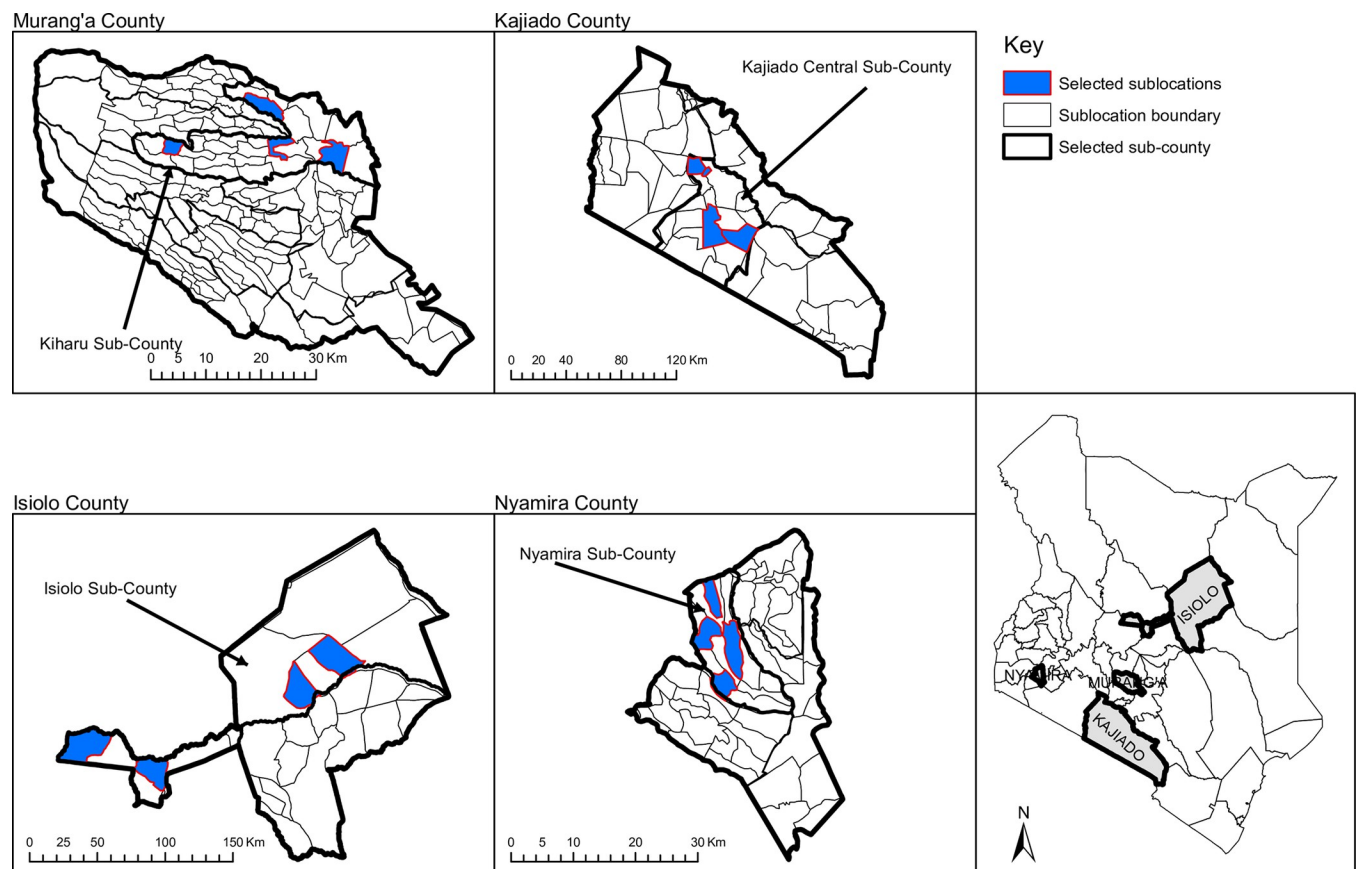 Murang'a County
Kiharu Sub-County
0 5 10 20 30 Km
Kajiado County
Kajiado Central Sub-County
0 20 40 80 120 Km
Key
Selected sublocations
Sublocation boundary
Selected sub-county
Isiolo County
Isiolo Sub-County
0 25 50 100 150 Km
Nyamira County
Nyamira Sub-County
0 5 10 20 30 Km
ISIOLO
NYAMIRA
MURANG'A
KAJIADO
N